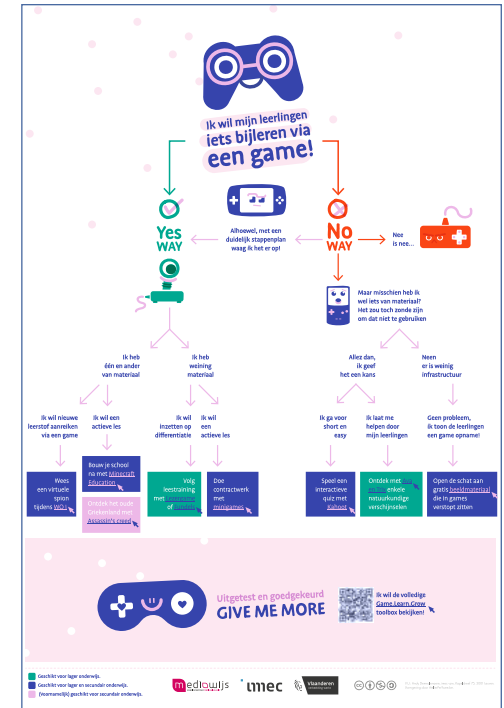 Ik wil mijn leerlingen
iets bijleren via
een game!
Yes
WAY
Alhoewel, met een
duidelijk stappenplan
waag ik het er op!
No
WAY
Nee
is nee...
Maar misschien heb ik
wel iets van materiaal?
Het zou toch zonde zijn
om dat niet te gebruiken
Ik heb
één en ander
van materiaal
Ik heb
weining
materiaal
Allez dan,
ik geef
het een kans
Neen
er is weinig
infrastructuur
Ik wil nieuwe
leerstof aanreiken
via een game
Ik wil een
actieve les
Ik wil
inzetten op
differentiatie
Ik wil
een
actieve les
Ik ga voor
short en
easy
Ik laat me
helpen door
mijn leerlingen
Geen probleem,
ik toon de leerlingen
een game opname!
Wees
een virtuele
spion
tijdens WO I
Bouw je school
na met Minecraft
Education
Ontdek het oude
Griekenland met
Assassin's creed
Volg
leestraining
met
of
Doe
contractwerk
met
minigames
Speel een
interactieve
quiz met
Kahoot
Ontdek met
enkele
natuurkundige
verschijnselen
Open de schat aan
gratis beeldmateriaal
die in games
verstopt zitten
Uitgetest en goedgekeurd
GIVE ME MORE
Ik wil de volledige
Game.Learn.Grow
toolbox bekijken!
Geschikt voor lager onderwijs.
Geschikt voor lager en secundair onderwijs.
(Voornamelijk) geschikt voor secundair onderwijs.
mediawijs
imec
Vlaanderen